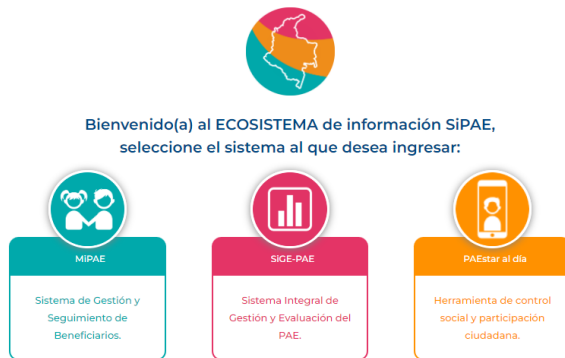 Bienvenido(a) al ECOSISTEMA de información SiPAE,
seleccione el sistema al que desea ingresar:
MiPAE
Sistema de Gestión y
Seguimiento de
Beneficiarios.
SiGE-PAE
Sistema Integral de
Gestión y Evaluación del
PAE.
PAEstar al día
Herramienta de control
social y participación
ciudadana.